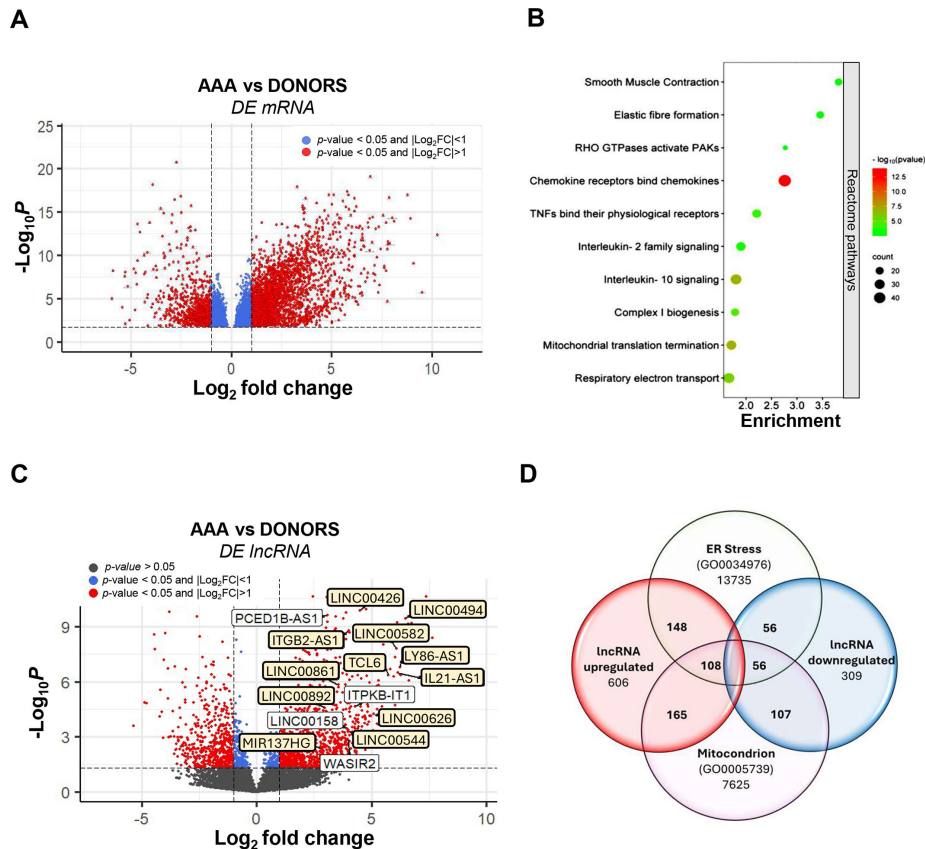 A
AAA vs DONORS
DE mRNA
25
20
15
10
5
0
-Log10P
p-value < 0.05 and |Log2FC|<1
p-value < 0.05 and |Log2FC|>1
-5
0
5
10
Log2 fold change
B
Smooth Muscle Contraction
Elastic fibre formation
RHO GTPases activate PAKs
Chemokine receptors bind chemokines
TNFs bind their physiological receptors
Interleukin- 2 family signaling
Interleukin- 10 signaling
Complex I biogenesis
Mitochondrial translation termination
Respiratory electron transport
2.0
2.5
3.0
3.5
Enrichment
Reactome pathways
- log10(pvalue)
12.5
10.0
7.5
5.0
count
20
30
40
C
AAA vs DONORS
DE lncRNA
p-value > 0.05
p-value < 0.05 and |Log2FC|<1
p-value < 0.05 and |Log2FC|>1
9
6
3
0
-Log10P
LINC00426
LINC00494
PCED1B-AS1
LINC00582
ITGB2-AS1
LY86-AS1
TCL6
LINC00861
IL21-AS1
LINC00892
ITPKB-IT1
LINC00158
LINC00626
MIR137HG
LINC00544
WASIR2
-5
0
5
10
Log2 fold change
D
ER Stress
(GO0034976)
13735
148
56
lncRNA
upregulated
606
108
56
lncRNA
downregulated
309
165
107
Mitocondrion
(GO0005739)
7625